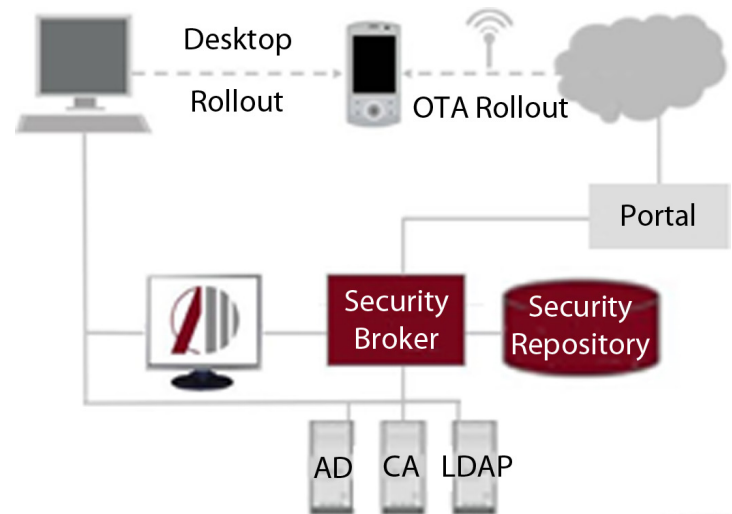 Desktop
Rollout
OTA Rollout
Portal
Security
Broker
Security
Repository
AD
CA
LDAP